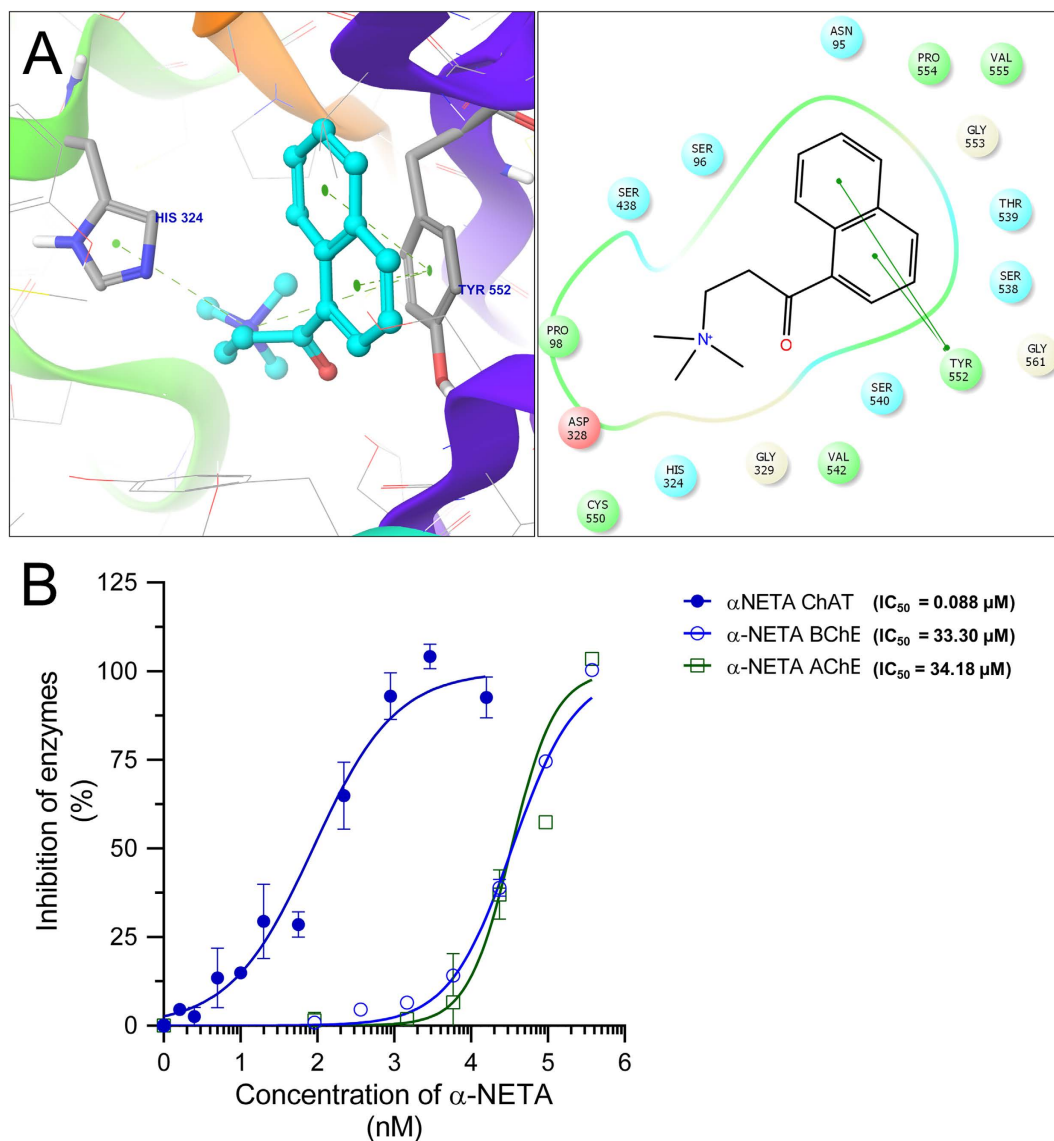 A
HIS 324
TYR 552
ASN
95
PRO
554
VAL
555
GLY
553
SER
96
SER
438
THR
539
SER
538
PRO
98
GLY
561
TYR
552
SER
540
ASP
328
HIS
324
GLY
329
VAL
542
CYS
550
N+
O
B
125
100
75
50
25
0
Inhibition of enzymes
(%)
0 1 2 3 4 5 6
Concentration of α-NETA
(nM)
αNETA ChAT (IC50 = 0.088 µM)
α-NETA BChE (IC50 = 33.30 µM)
α-NETA AChE (IC50 = 34.18 µM)